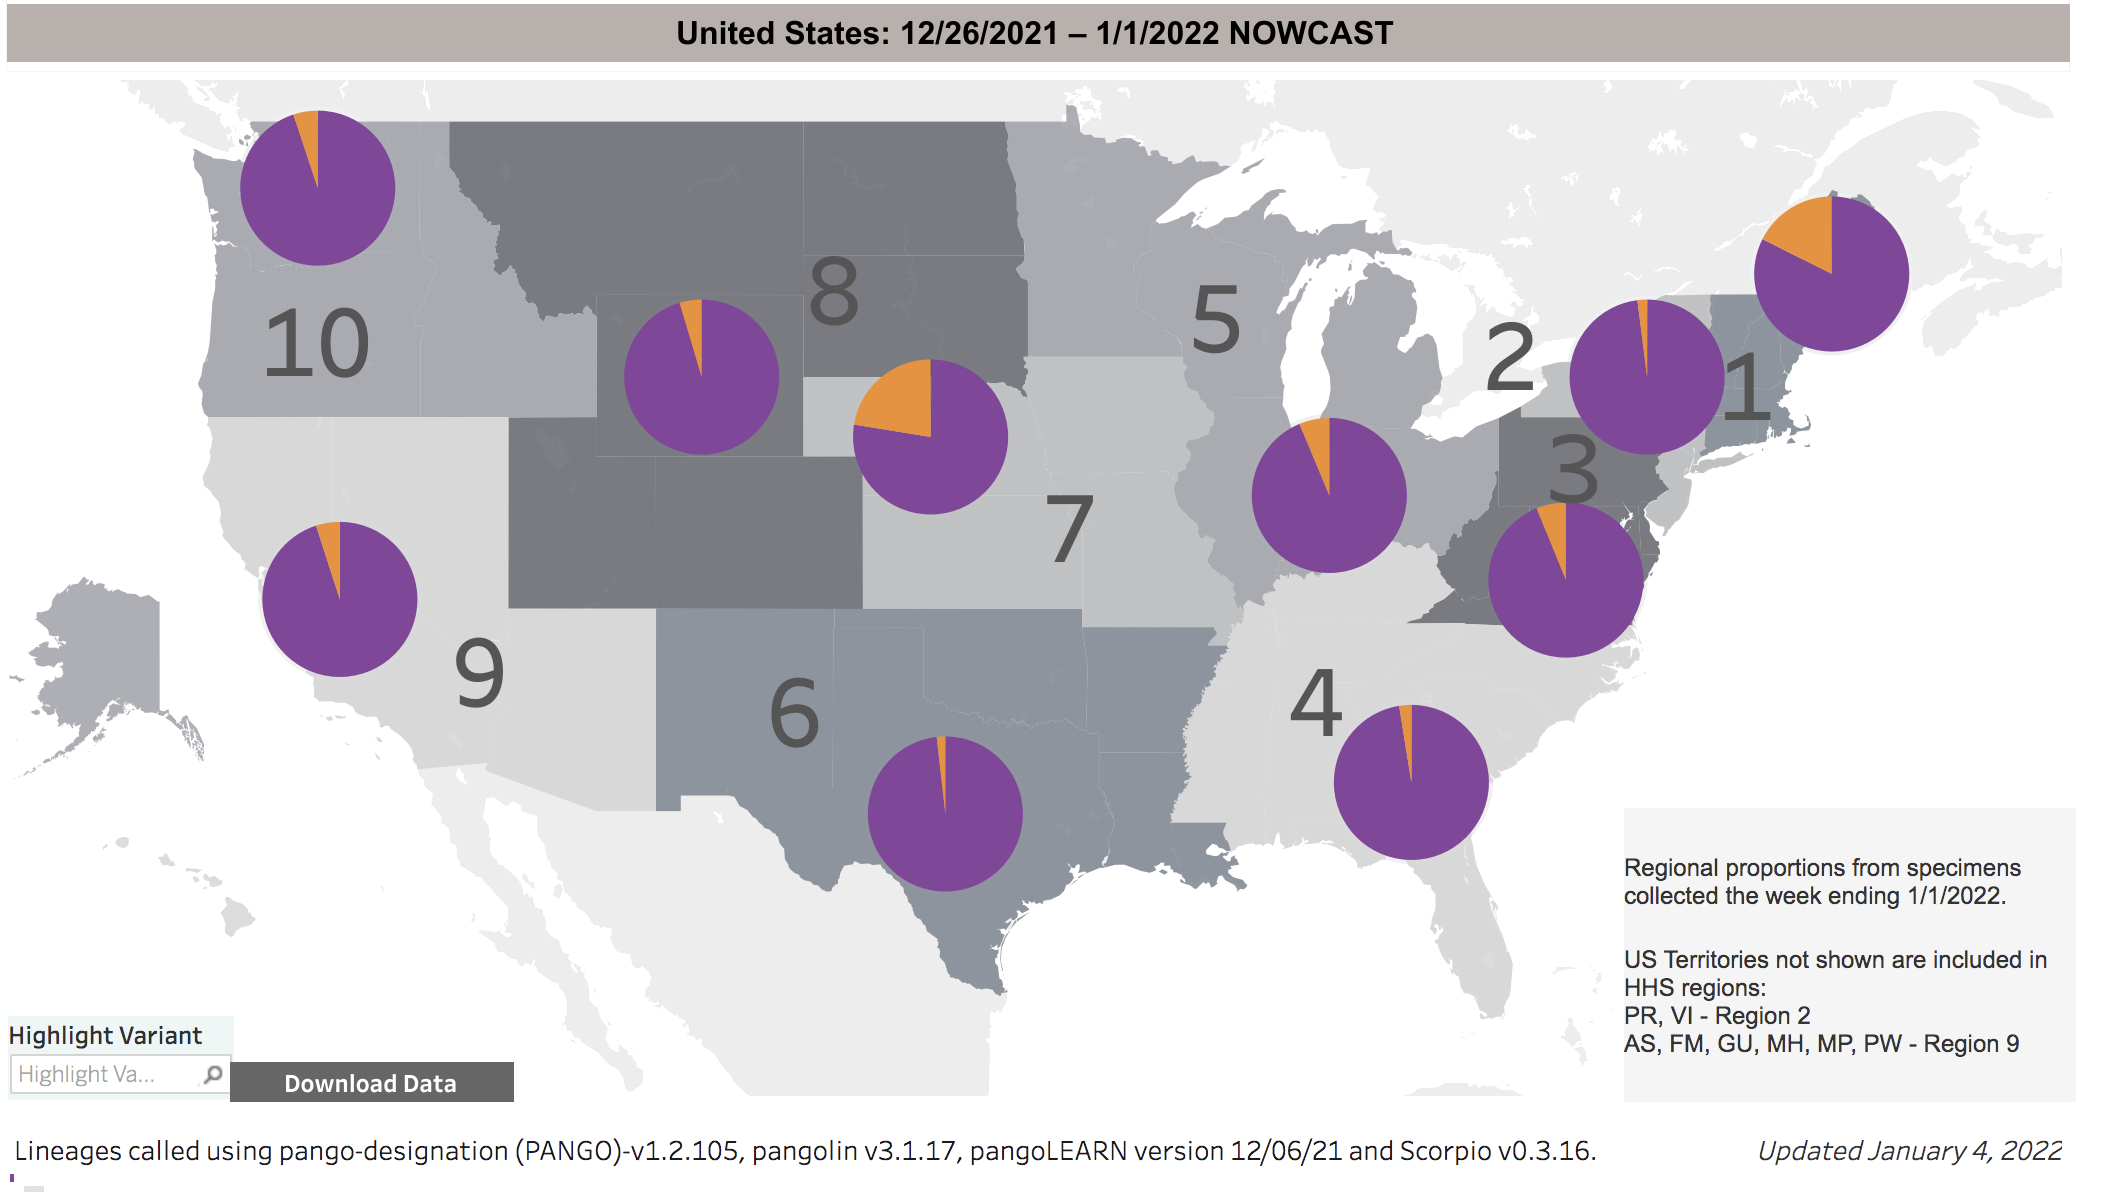 United States: 12/26/2021 – 1/1/2022 NOWCAST
10
8
5
2
1
3
7
9
6
4
Regional proportions from specimens
collected the week ending 1/1/2022.
US Territories not shown are included in
HHS regions:
PR, VI - Region 2
AS, FM, GU, MH, MP, PW - Region 9
Highlight Variant
Highlight Va...
Download Data
Lineages called using pango-designation (PANGO)-v1.2.105, pangolin v3.1.17, pangoLEARN version 12/06/21 and Scorpio v0.3.16.
Updated January 4, 2022